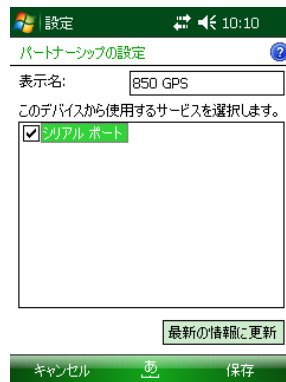 設定 10:10
パートナーシップの設定
表示名: 850 GPS
このデバイスから使用するサービスを選択します。
シリアル ポート
最新の情報に更新
キャンセル あ 保存